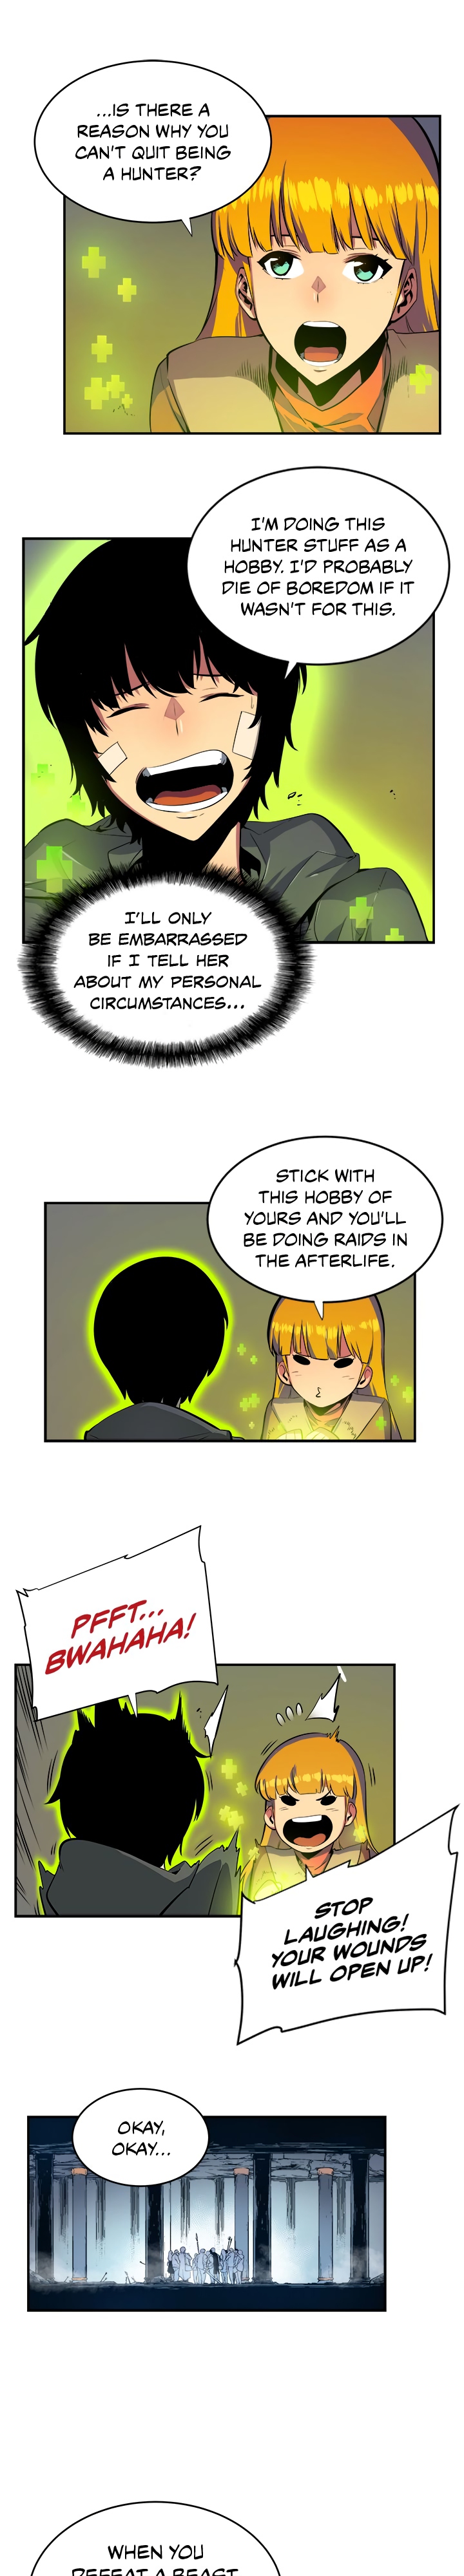 ...IS THERE A
REASON WHY YOU
CAN'T QUIT BEING
A HUNTER?
I'M DOING THIS
HUNTER STUFF AS A
HOBBY. I'D PROBABLY
DIE OF BOREDOM IF IT
WASN'T FOR THIS.
I'LL ONLY
BE EMBARRASSED
IF I TELL HER
ABOUT MY PERSONAL
CIRCUMSTANCES...
STICK WITH
THIS HOBBY OF
YOURS AND YOU'LL
BE DOING RAIDS IN
THE AFTERLIFE.
PFFT...
BWAHAHA!
STOP
LAUGHING!
YOUR WOUNDS
WILL OPEN UP!
OKAY,
OKAY...
WHEN YOU
DEFEAT A BEAST